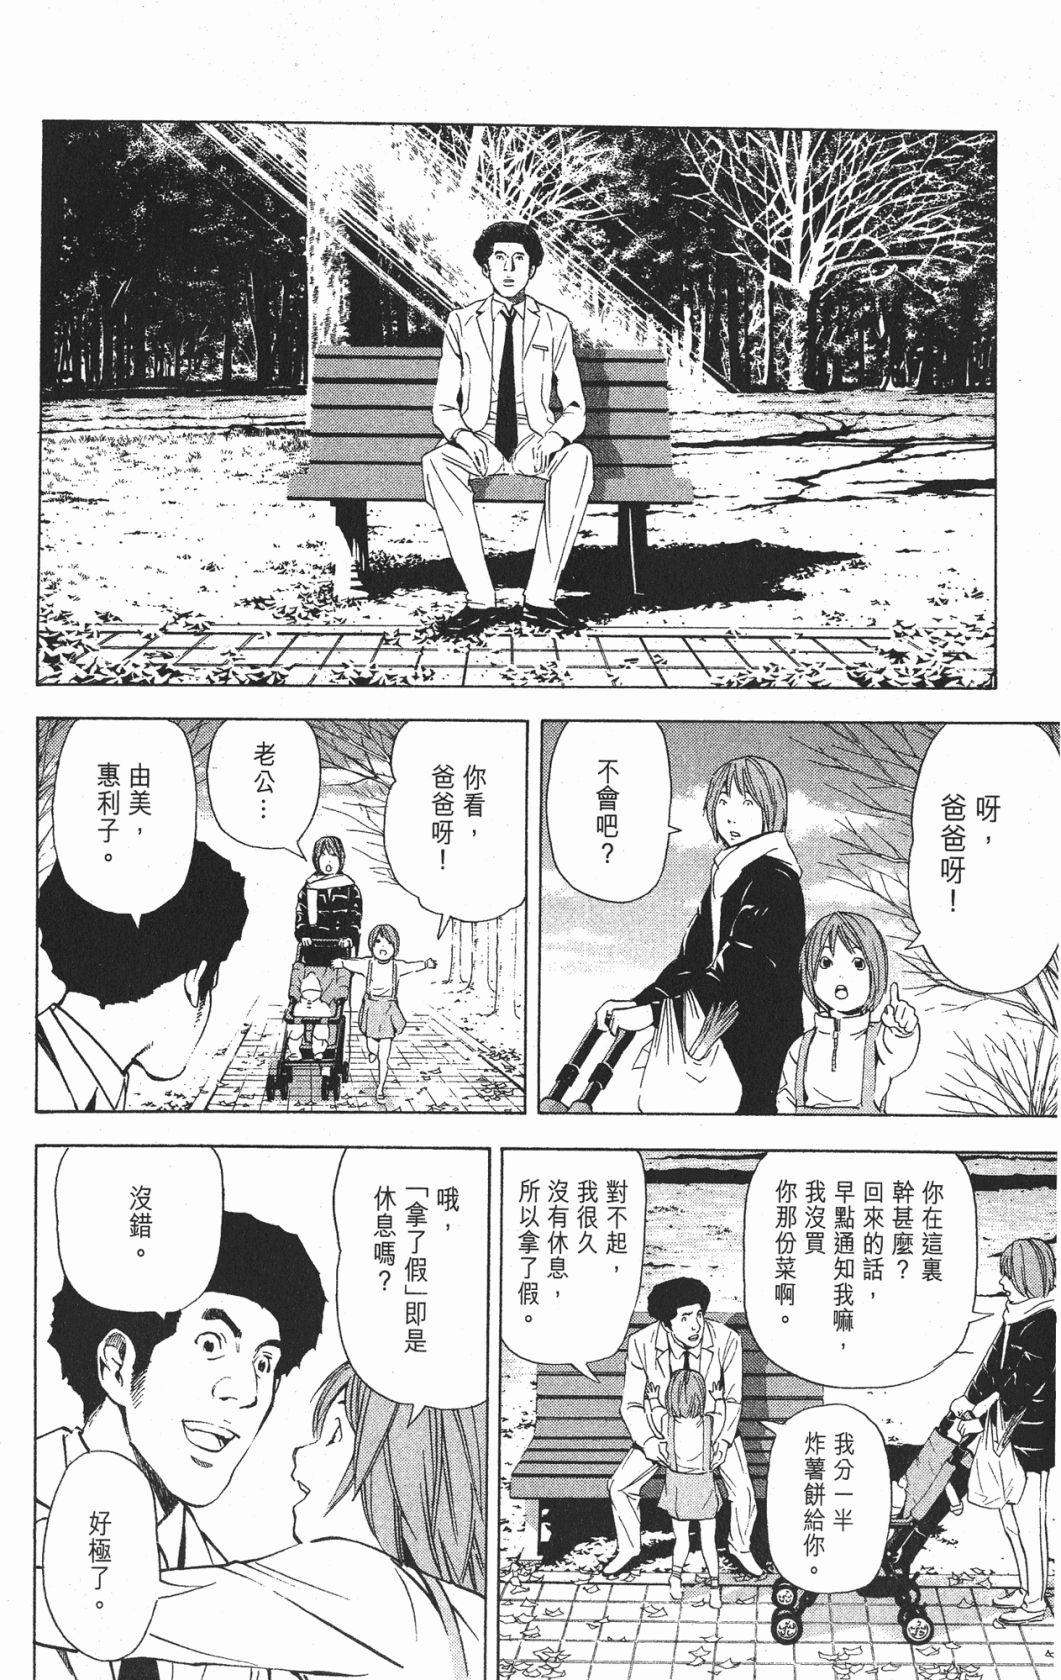 呀，
爸爸呀！
不會吧？
你看，
爸爸呀！
老公…
由美，
惠利子。
你在這裏
幹甚麼？
回來的話，
早點通知我嘛，
我沒買
你那份菜啊。
對不起，
我很久
沒有休息，
所以拿了假。
我分一半
炸薯餅給你。
哦，
「拿了假」即是
休息嗎？
沒錯。
好極了。